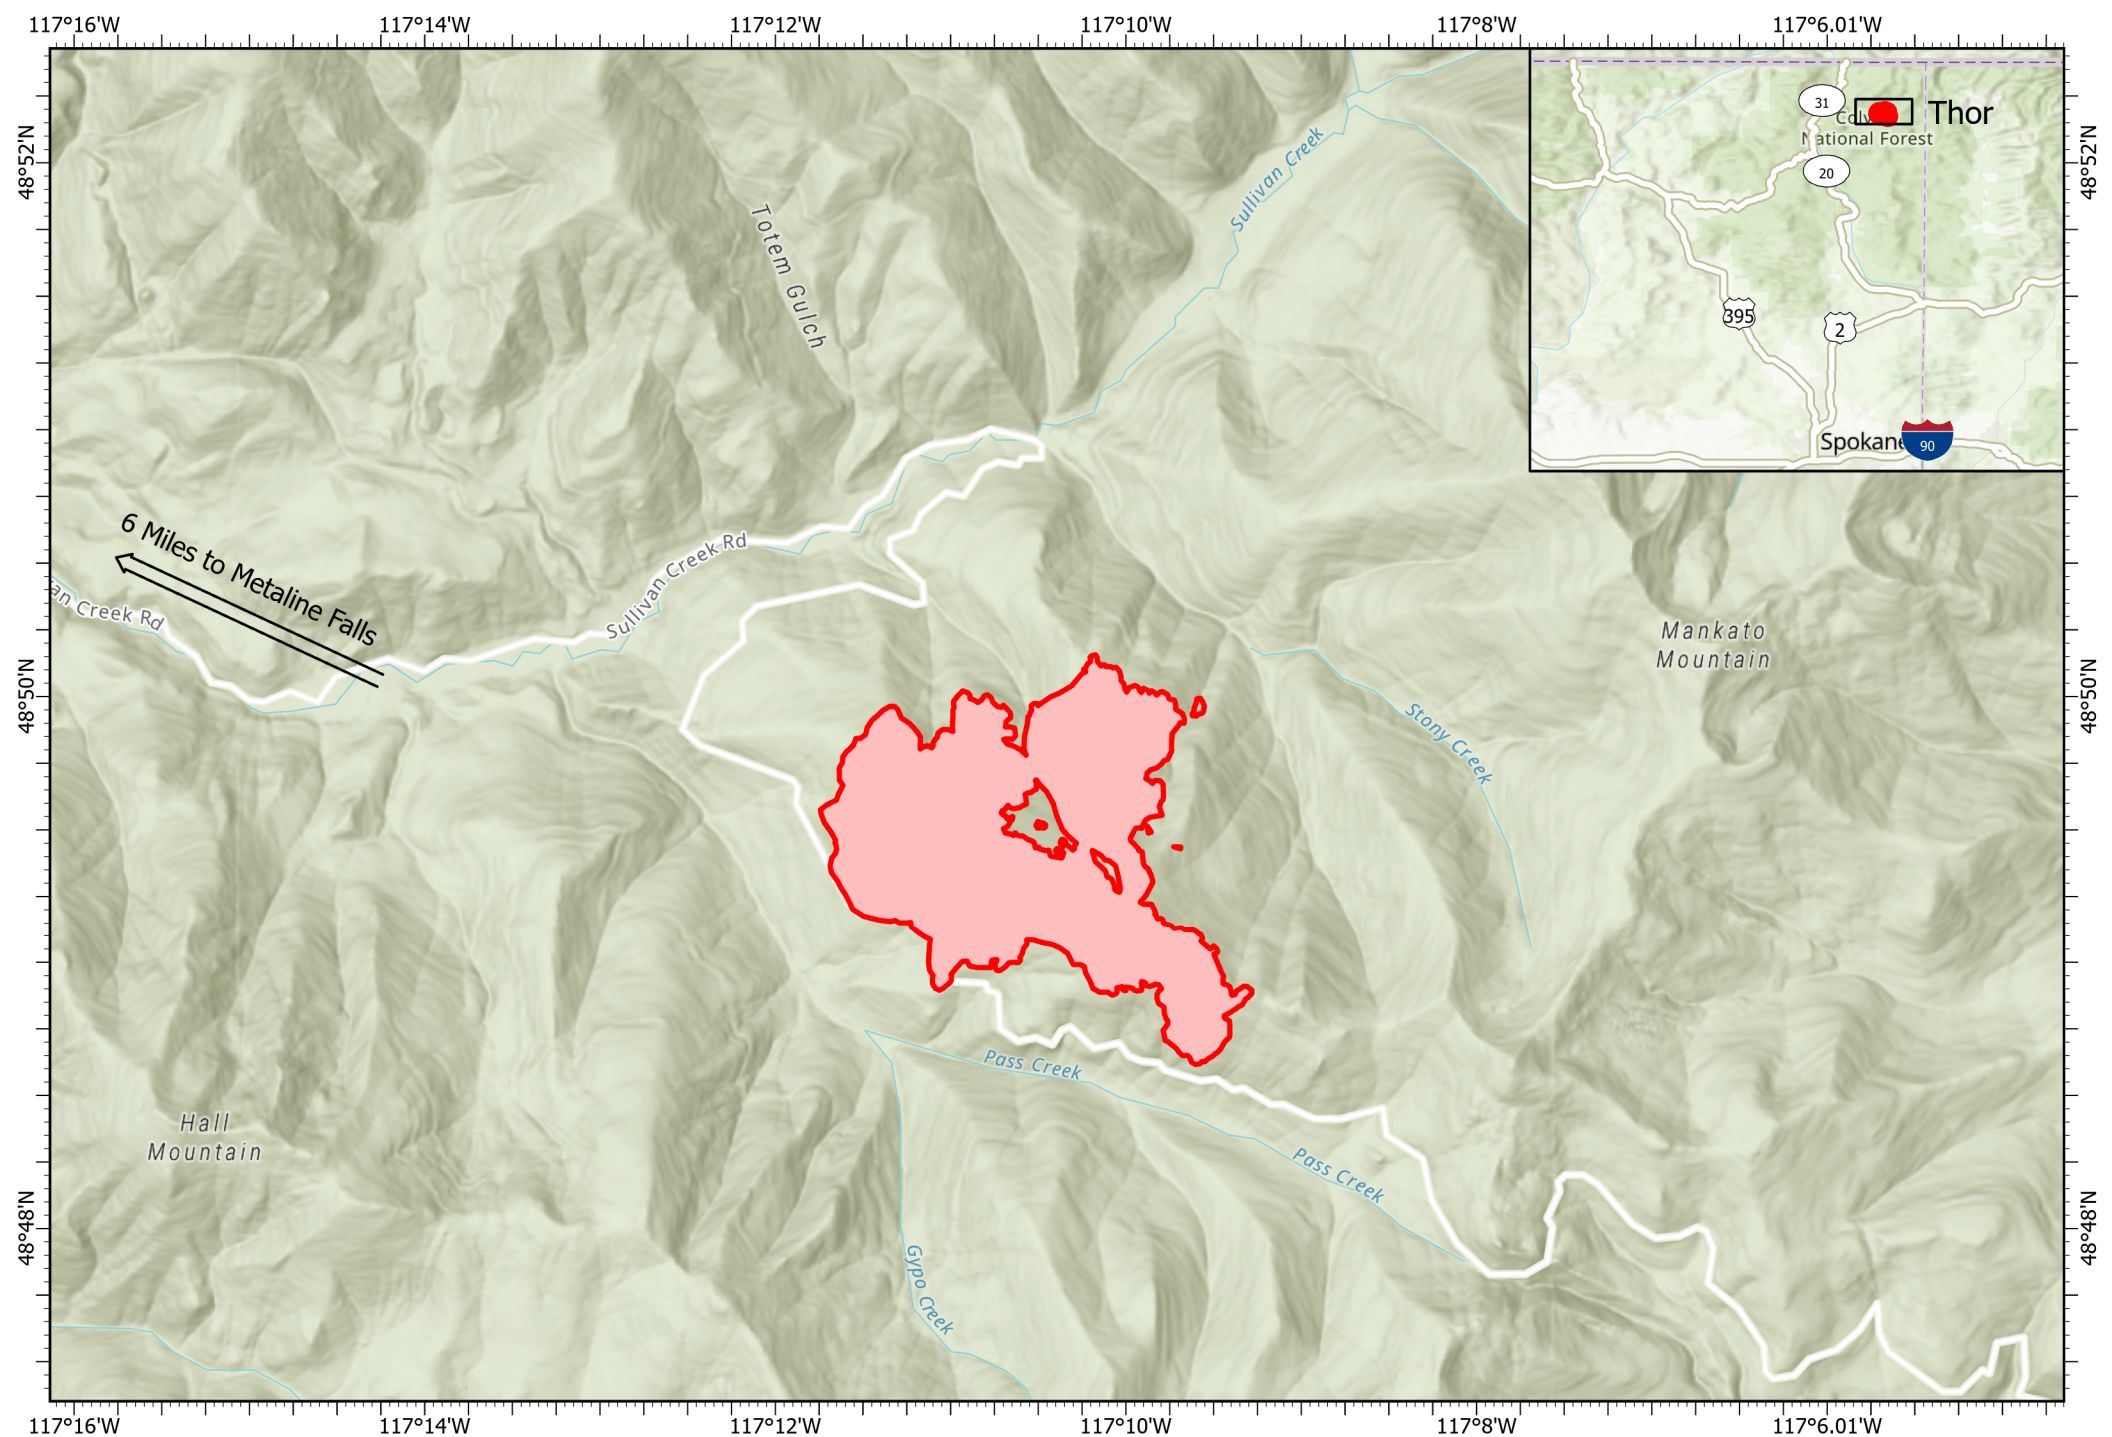 117°16'W
117°14'W
117°12'W
117°10'W
117°8'W
117°6.01'W
48°52'N
48°52'N
31
Thor
National Forest
20
395
2
Spokane
90
Sullivan Creek
Totem Gulch
6 Miles to Metaline Falls
an Creek Rd
Sullivan Creek Rd
Mankato
Mountain
48°50'N
48°50'N
Stony Creek
Pass Creek
Hall
Mountain
Pass Creek
48°48'N
48°48'N
Gypo Creek
117°16'W
117°14'W
117°12'W
117°10'W
117°8'W
117°6.01'W